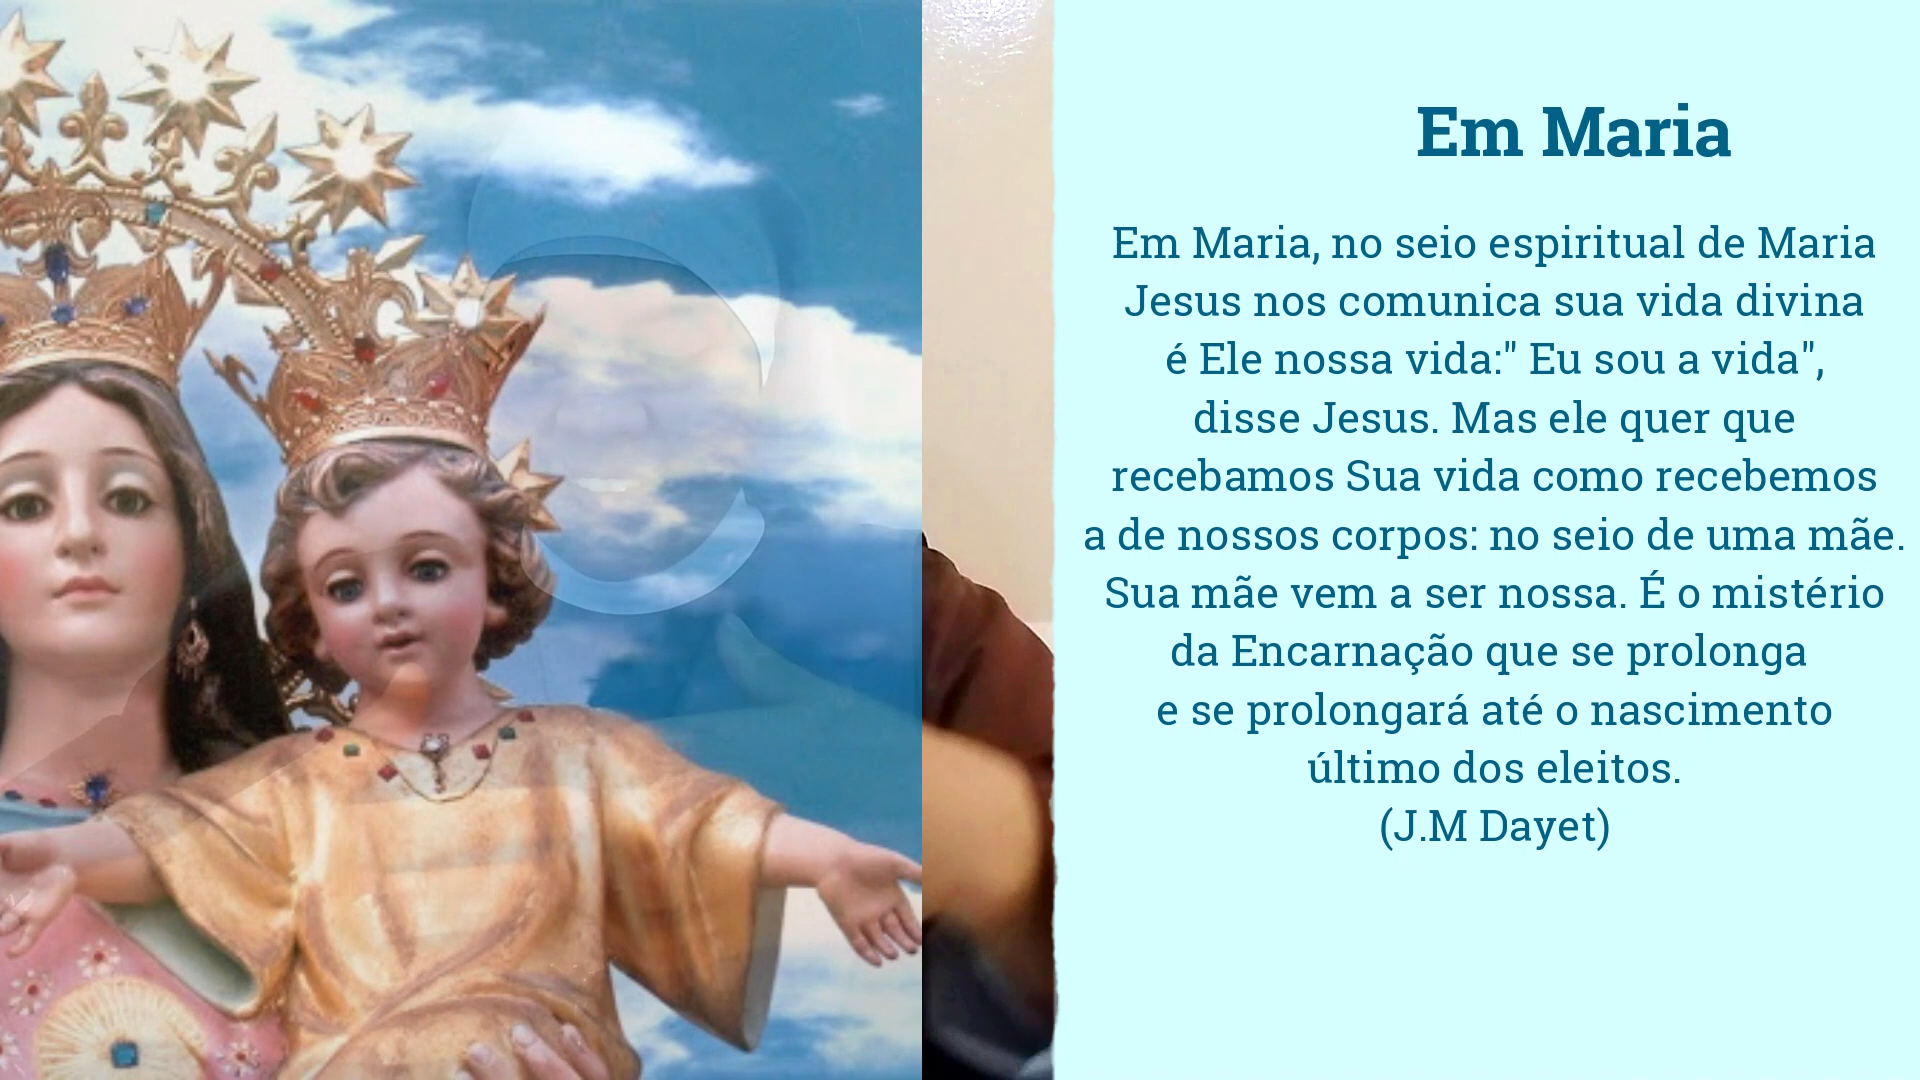 Em Maria
Em Maria, no seio espiritual de Maria
Jesus nos comunica sua vida divina
é Ele nossa vida:" Eu sou a vida",
disse Jesus. Mas ele quer que
recebamos Sua vida como recebemos
a de nossos corpos: no seio de uma mãe.
Sua mãe vem a ser nossa. É o mistério
da Encarnação que se prolonga
e se prolongará até o nascimento
último dos eleitos.
(J.M Dayet)